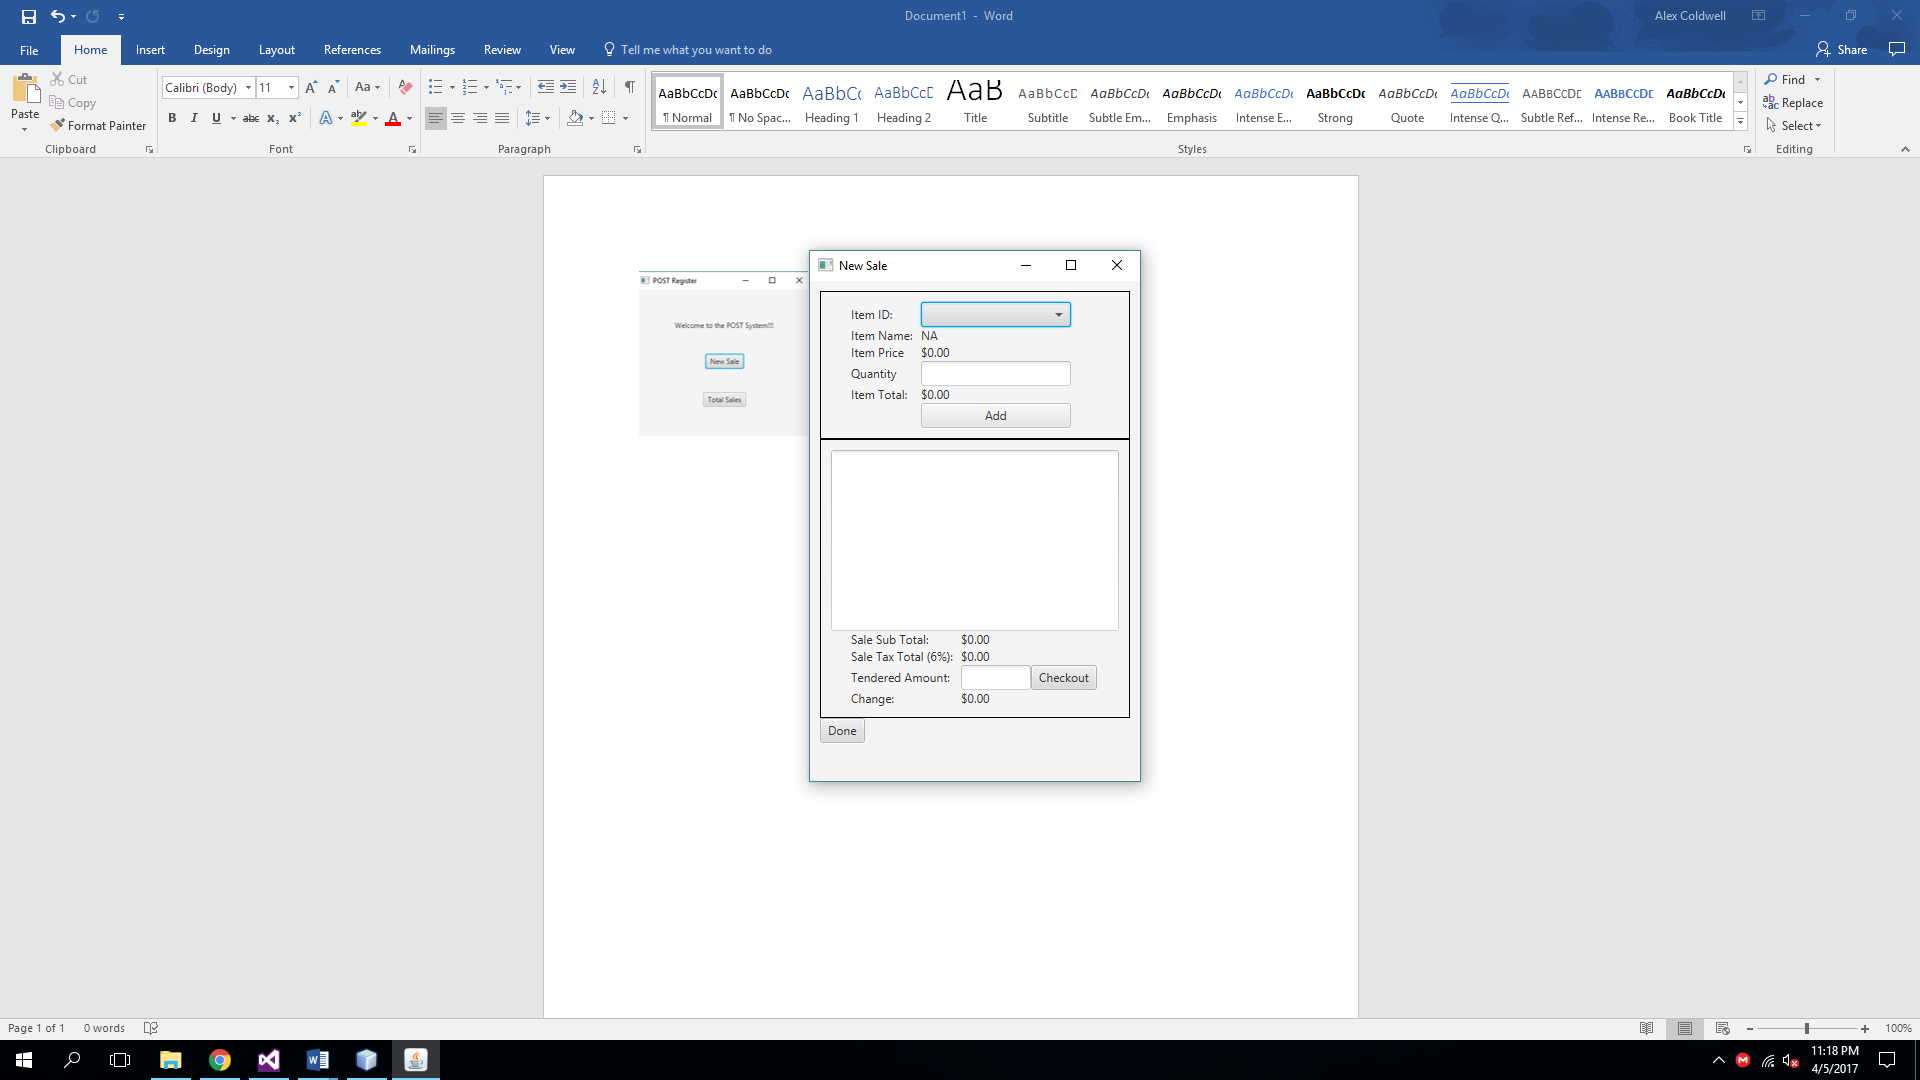 Document1 - Word
Alex Coldwell
File Home Insert Design Layout References Mailings Review View Tell me what you want to do
Share
Paste
Cut
Copy
Format Painter
Clipboard
Calibri (Body) 11
Font
Paragraph
AaBbCcDc AaBbCcDc AaBbC( AaBbCcD AaB AaBbCcD AaBbCcDc AaBbCcDc AaBbCcDc AaBbCcDc AaBbCcDc AaBbCcDc AABBCCDE AABBCCDE AaBbCcDc
¶ Normal ¶ No Spac... Heading 1 Heading 2 Title Subtitle Subtle Em... Emphasis Intense E... Strong Quote Intense Q... Subtle Ref... Intense Re... Book Title
Styles
Find
Replace
Select
Editing
POST Register
Welcome to the POST System!!!
New Sale
Total Sales
New Sale
Item ID:
Item Name: NA
Item Price $0.00
Quantity
Item Total: $0.00
Add
Sale Sub Total: $0.00
Sale Tax Total (6%): $0.00
Tendered Amount: Checkout
Change: $0.00
Done
Page 1 of 1 0 words
100%
11:18 PM
4/5/2017